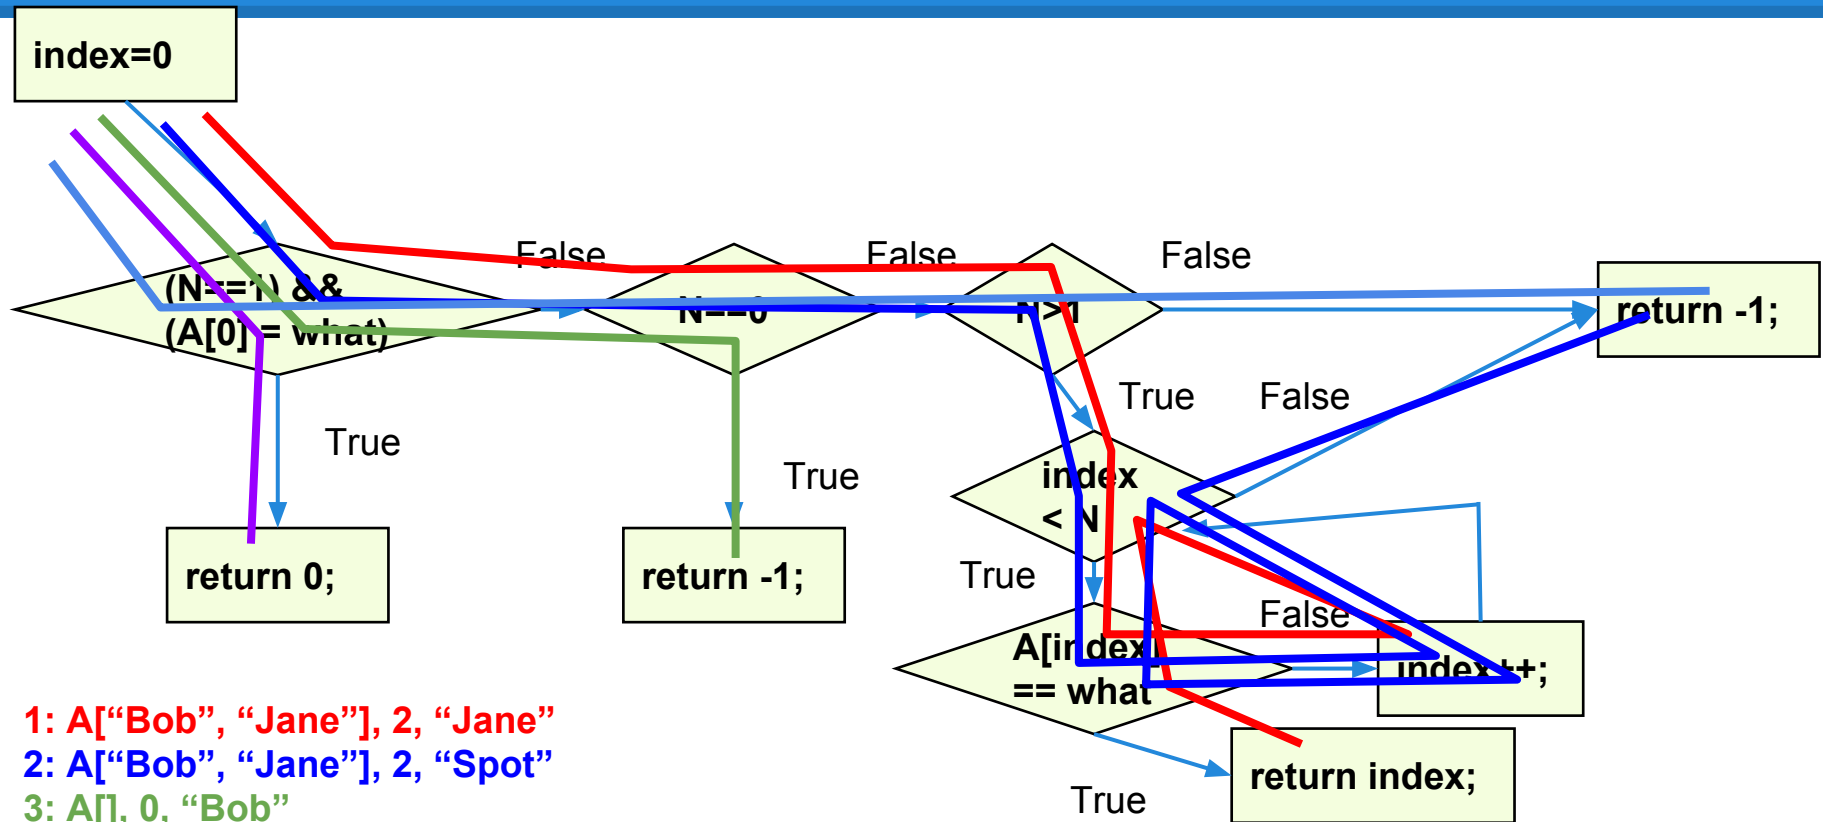 index=0
False
False
False
(N==1) &&
(A[0] = what)
N==0
N>1
return -1;
True
False
True
True
index
< N
return 0;
return -1;
True
False
A[index]
== what
index++;
1: A["Bob", "Jane"], 2, "Jane"
2: A["Bob", "Jane"], 2, "Spot"
3: A[], 0, "Bob"
return index;
True